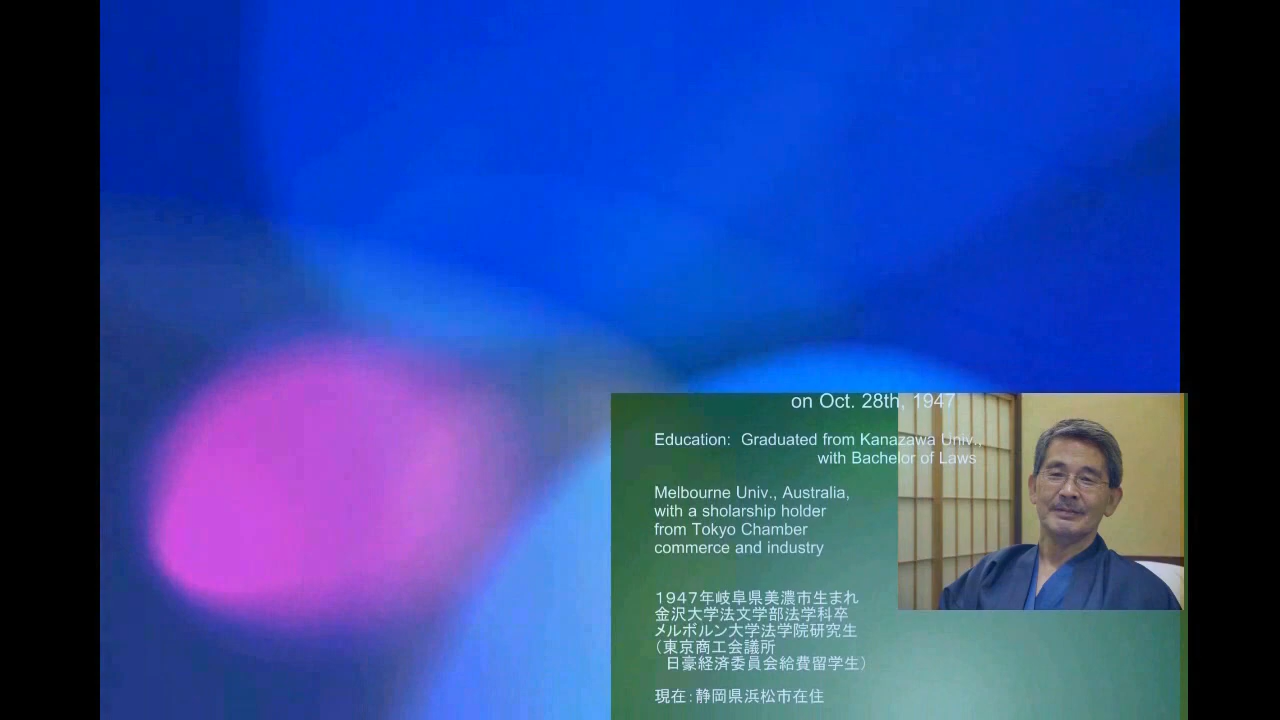 on Oct. 28th, 1947
Education: Graduated from Kanazawa Univ.,
with Bachelor of Laws
Melbourne Univ., Australia,
with a sholarship holder
from Tokyo Chamber
commerce and industry
1947年岐阜県美濃市生まれ
金沢大学法文学部法学科卒
メルボルン大学法学院研究生
(東京商工会議所
日豪経済委員会給費留学生)
現在:静岡県浜松市在住